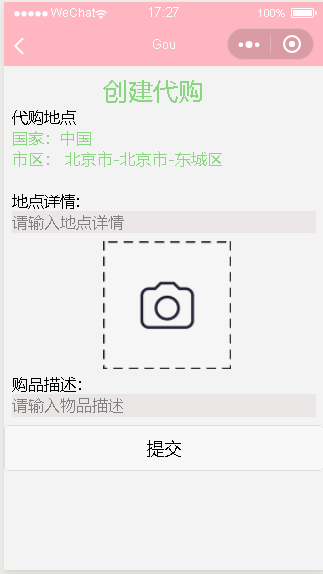 WeChat 17:27 100%
Gou
创建代购
代购地点
国家：中国
市区： 北京市-北京市-东城区
地点详情：
请输入地点详情
购品描述：
请输入物品描述
提交